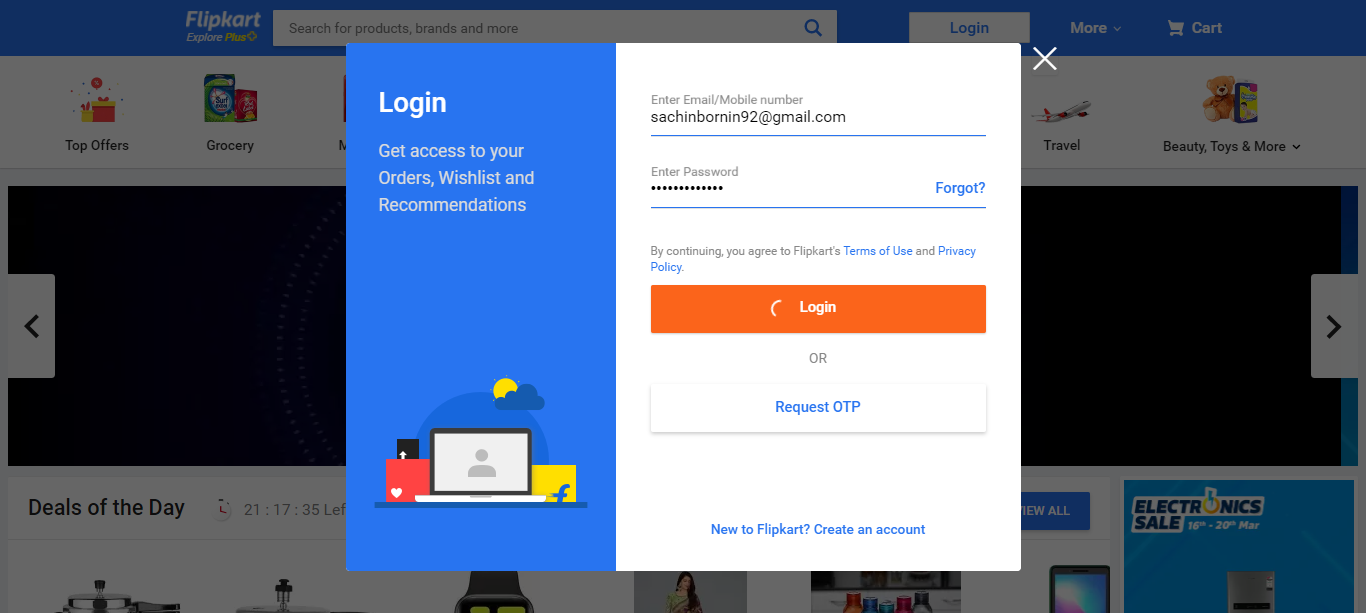 Flipkart
Explore Plus
Search for products, brands and more
Login
More
Cart
Top Offers
Grocery
Travel
Beauty, Toys & More
Login
Get access to your
Orders, Wishlist and
Recommendations
Enter Email/Mobile number
sachinbornin92@gmail.com
Enter Password
•••••••••••••
Forgot?
By continuing, you agree to Flipkart's Terms of Use and Privacy
Policy.
Login
OR
Request OTP
New to Flipkart? Create an account
Deals of the Day
21 : 17 : 35 Lef
IEW ALL
ELECTRONICS
SALE 16th - 20th Mar